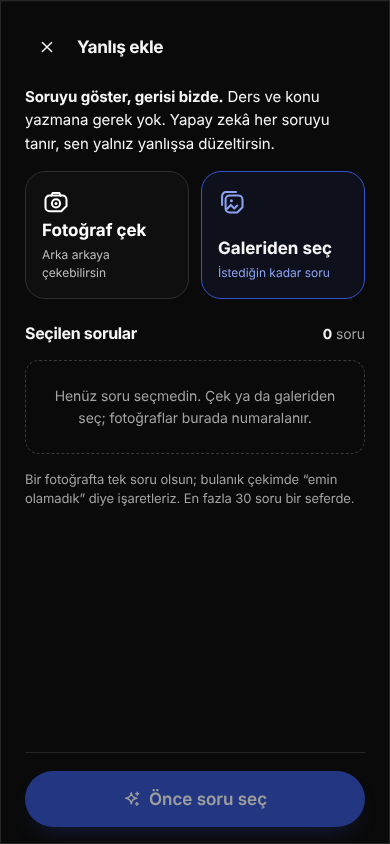 Yanlış ekle
Soruyu göster, gerisi bizde. Ders ve konu
yazmana gerek yok. Yapay zekâ her soruyu
tanır, sen yalnız yanlışsa düzeltirsin.
Fotoğraf çek
Arka arkaya
çekebilirsin
Galeriden seç
İstediğin kadar soru
Seçilen sorular
0 soru
Henüz soru seçmedin. Çek ya da galeriden
seç; fotoğraflar burada numaralanır.
Bir fotoğrafta tek soru olsun; bulanık çekimde “emin
olamadık” diye işaretleriz. En fazla 30 soru bir seferde.
Önce soru seç